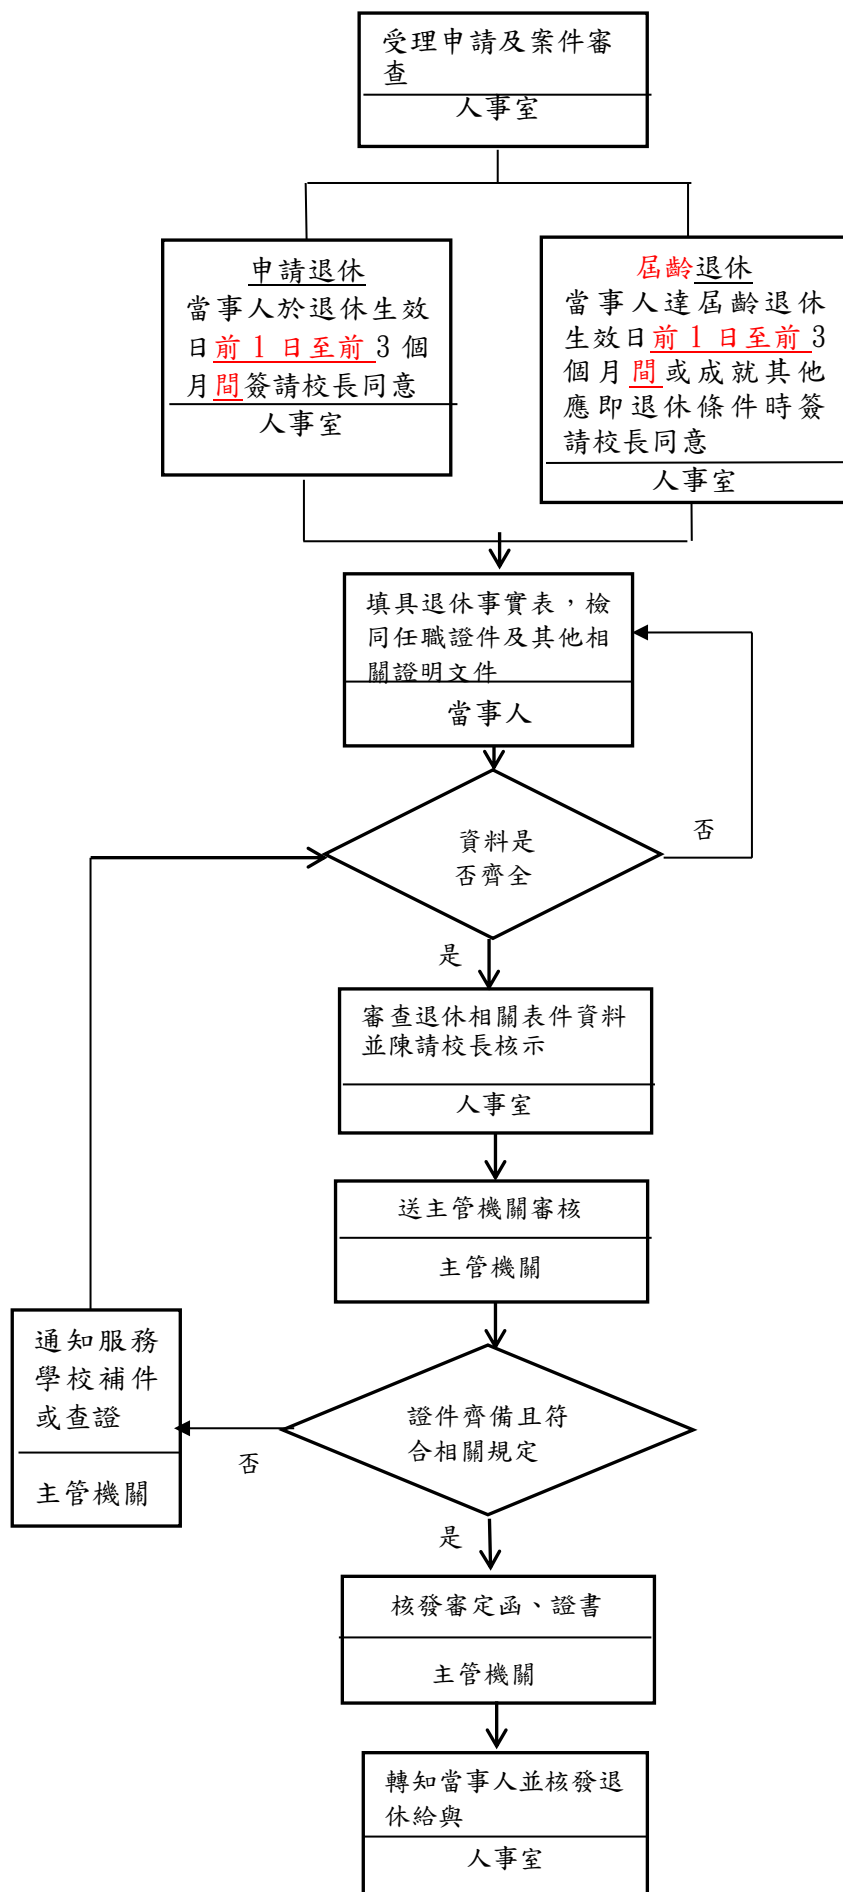 受理申請及案件審
查
人事室
申請退休
當事人於退休生效
日前 1 日至前 3 個
月間簽請校長同意
人事室
屆齡退休
當事人達屆齡退休
生效日前 1 日至前 3
個月間或成就其他
應即退休條件時簽
請校長同意
人事室
填具退休事實表，檢
同任職證件及其他相
關證明文件
當事人
資料是
否齊全
否
是
審查退休相關表件資料
並陳請校長核示
人事室
送主管機關審核
主管機關
通知服務
學校補件
或查證
主管機關
證件齊備且符
合相關規定
否
是
核發審定函、證書
主管機關
轉知當事人並核發退
休給與
人事室